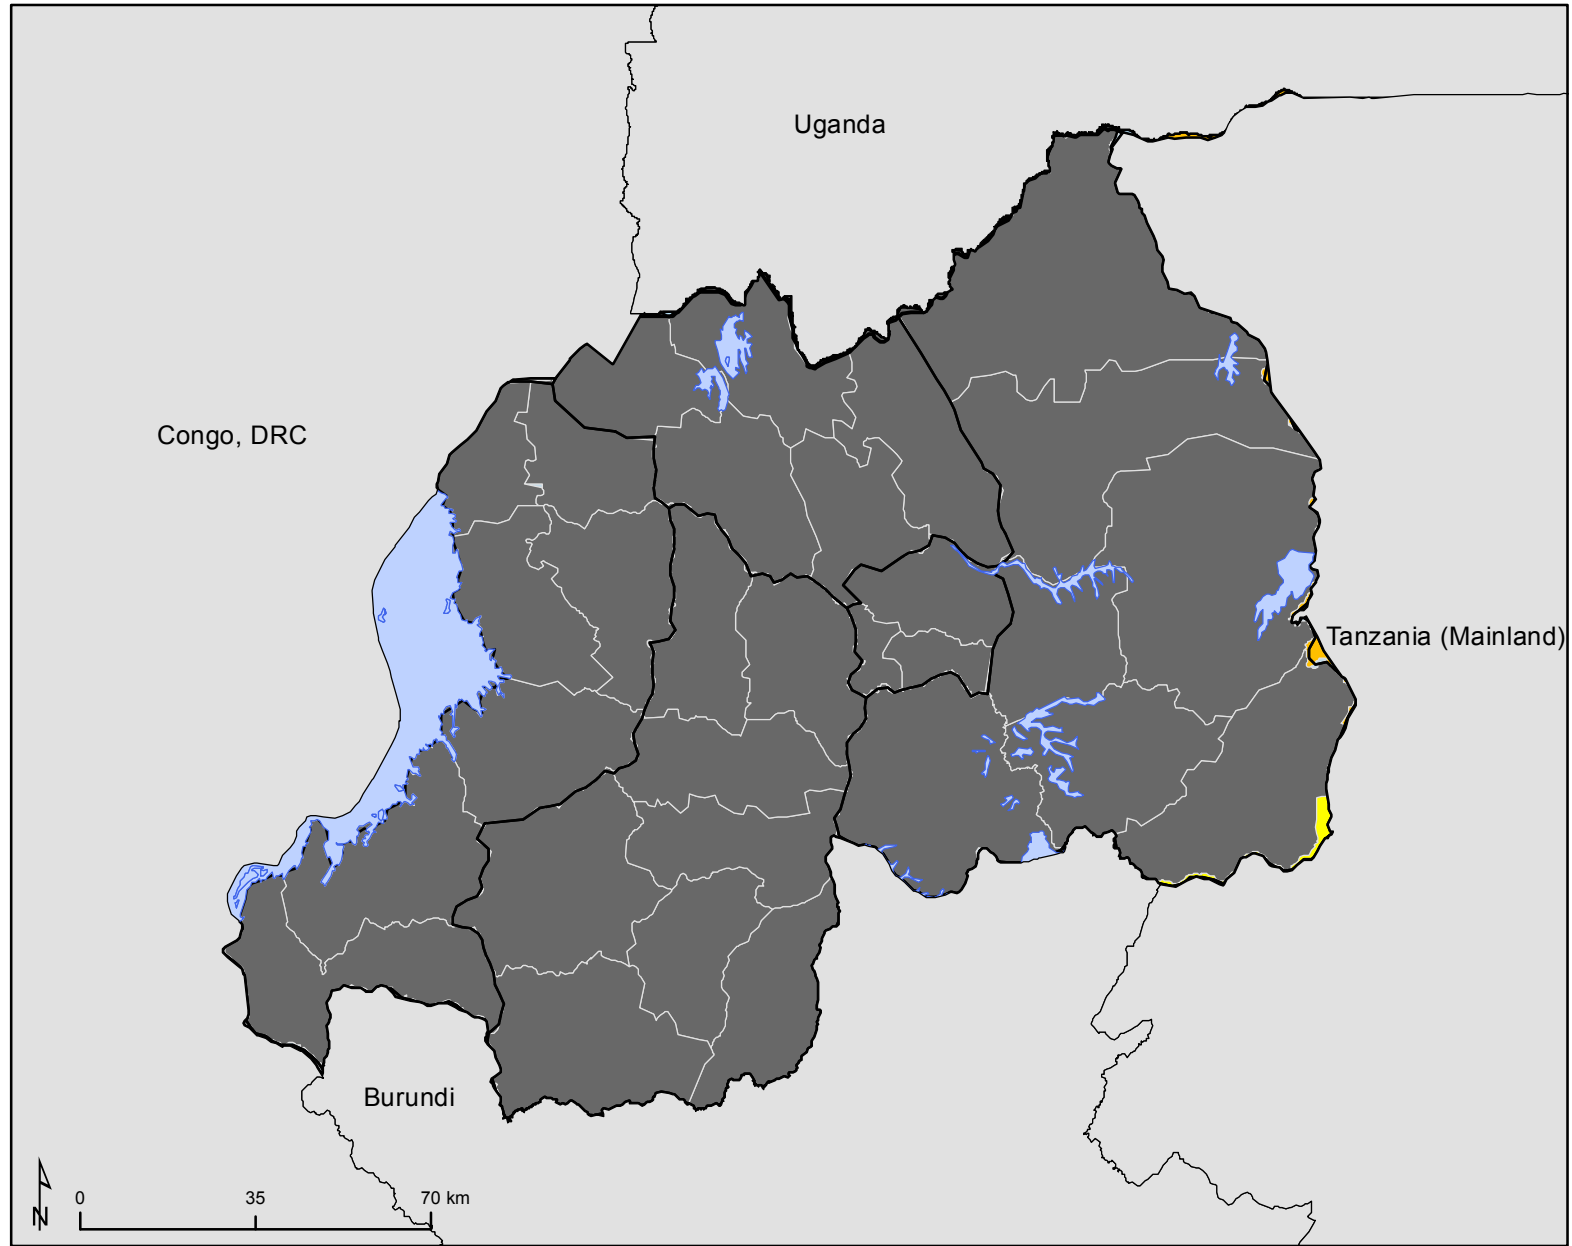 Uganda
Congo, DRC
Tanzania (Mainland)
Burundi
N
0 35 70 km